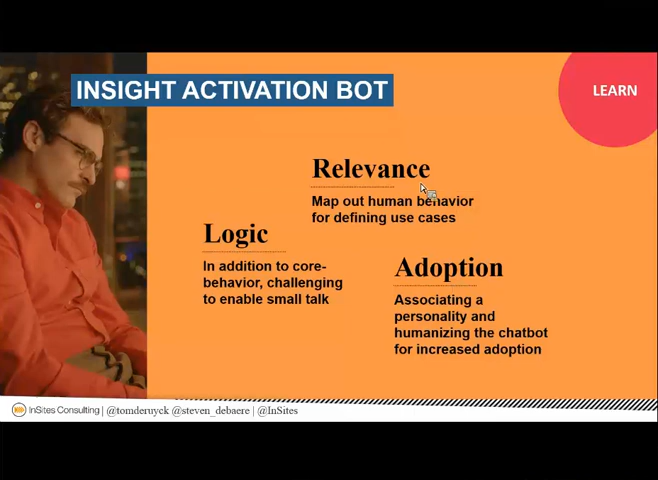 INSIGHT ACTIVATION BOT
LEARN
Relevance
Map out human behavior
for defining use cases
Logic
In addition to core-
behavior, challenging
to enable small talk
Adoption
Associating a
personality and
humanizing the chatbot
for increased adoption
InSites Consulting | @tomderuyck @steven_debaere | @InSites